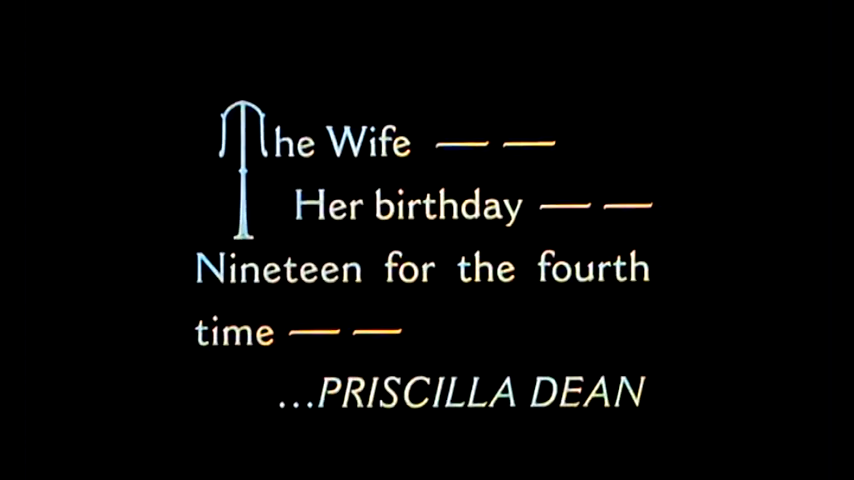 The Wife — —
Her birthday — —
Nineteen for the fourth
time — —
...PRISCILLA DEAN